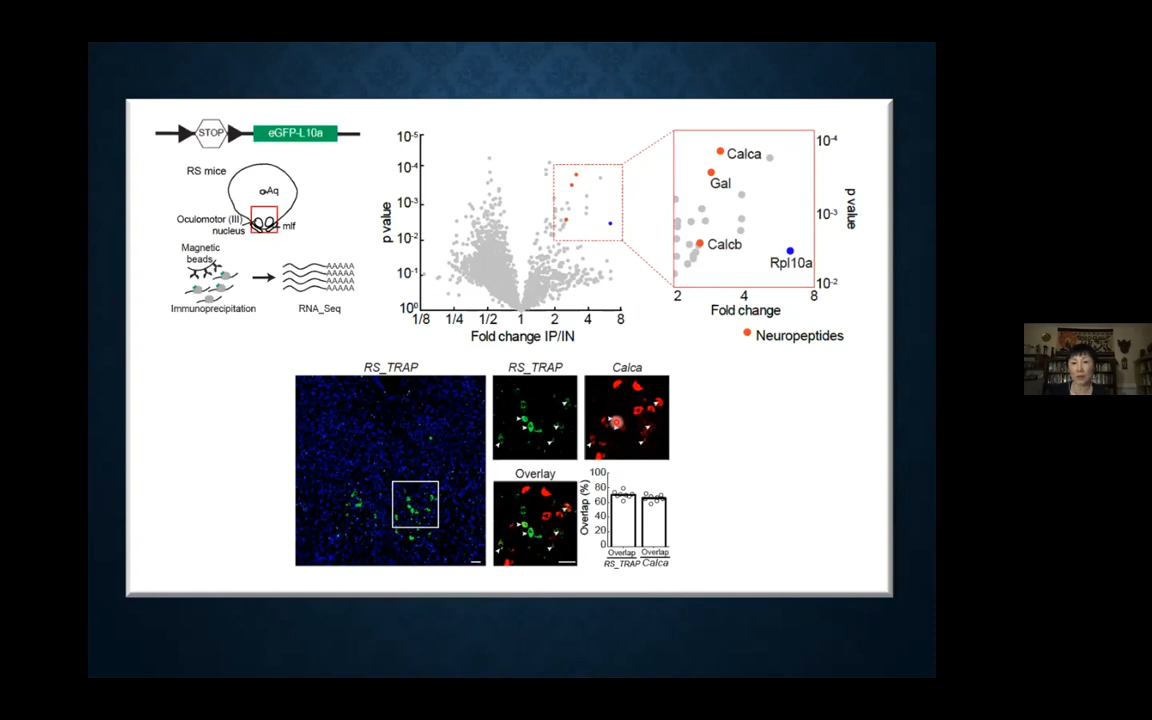 STOP
eGFP-L10a
RS mice
Aq
Oculomotor (III)
nucleus
mlf
Magnetic
beads
AAAAA
AAAAA
AAAAA
AAAAA
Immunoprecipitation
RNA_Seq
p value
10-5
10-4
10-3
10-2
10-1
100
1/8 1/4 1/2 1 2 4 8
Fold change IP/IN
Calca
Gal
Calcb
Rpl10a
10-4
10-3
10-2
p value
2 4 8
Fold change
Neuropeptides
RS_TRAP
RS_TRAP
Calca
Overlay
Overlap (%)
100
80
60
40
20
0
Overlap Overlap
RS_TRAP Calca